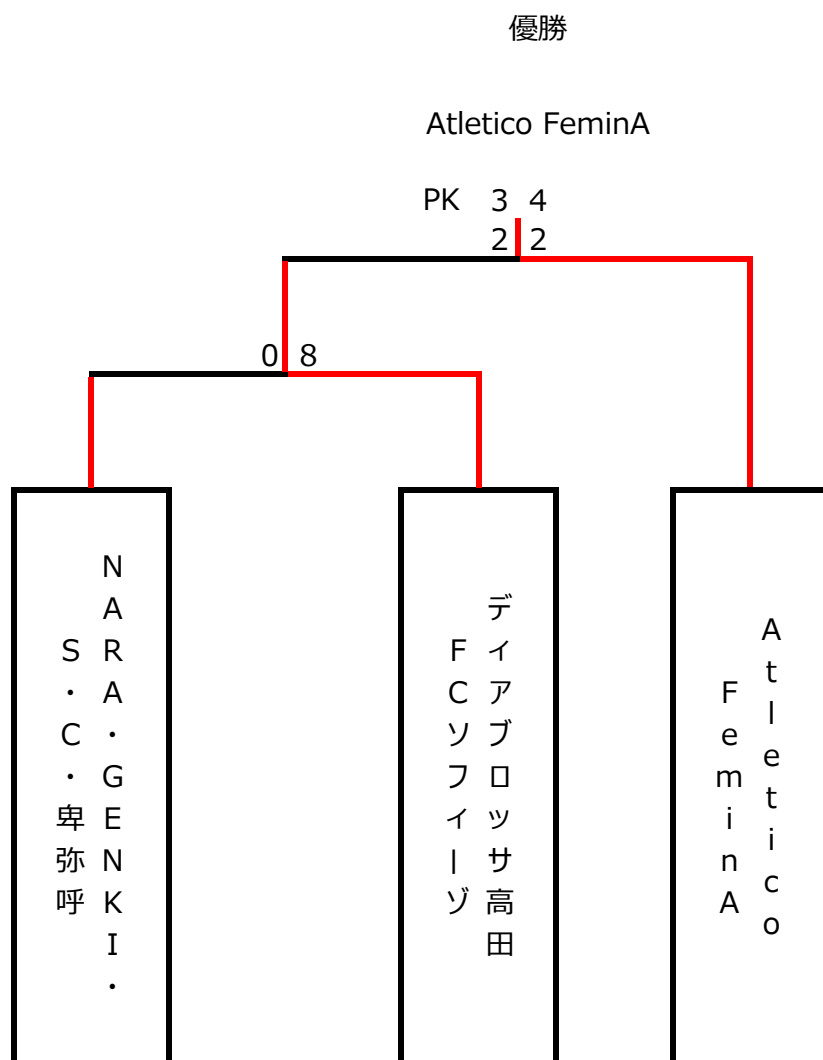 優勝
Atletico FeminA
PK 3 4
2 2
0 8
NARA・GENKI・
S・C・卑弥呼
ディアブロッサ高田
FCソフィーゾ
Atletico
FeminA